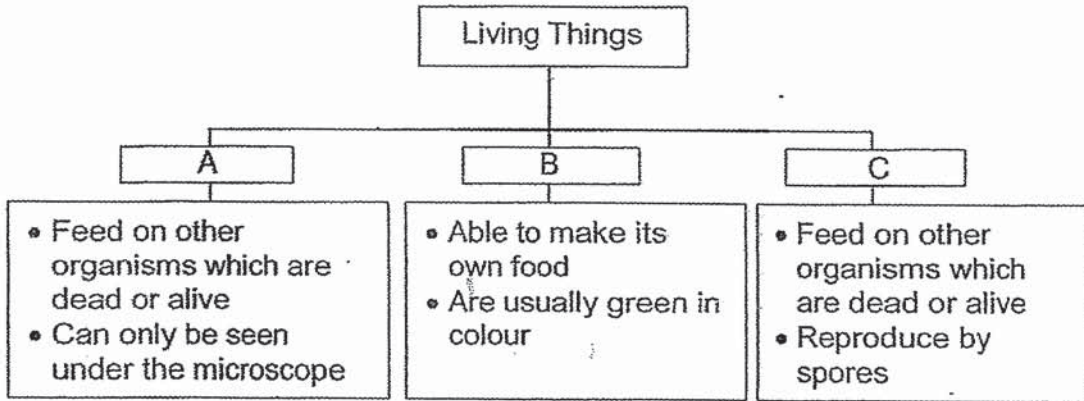 Living Things
A
B
C
• Feed on other
organisms which are
dead or alive
• Can only be seen
under the microscope
• Able to make its
own food
• Are usually green in
colour
• Feed on other
organisms which
are dead or alive
• Reproduce by
spores